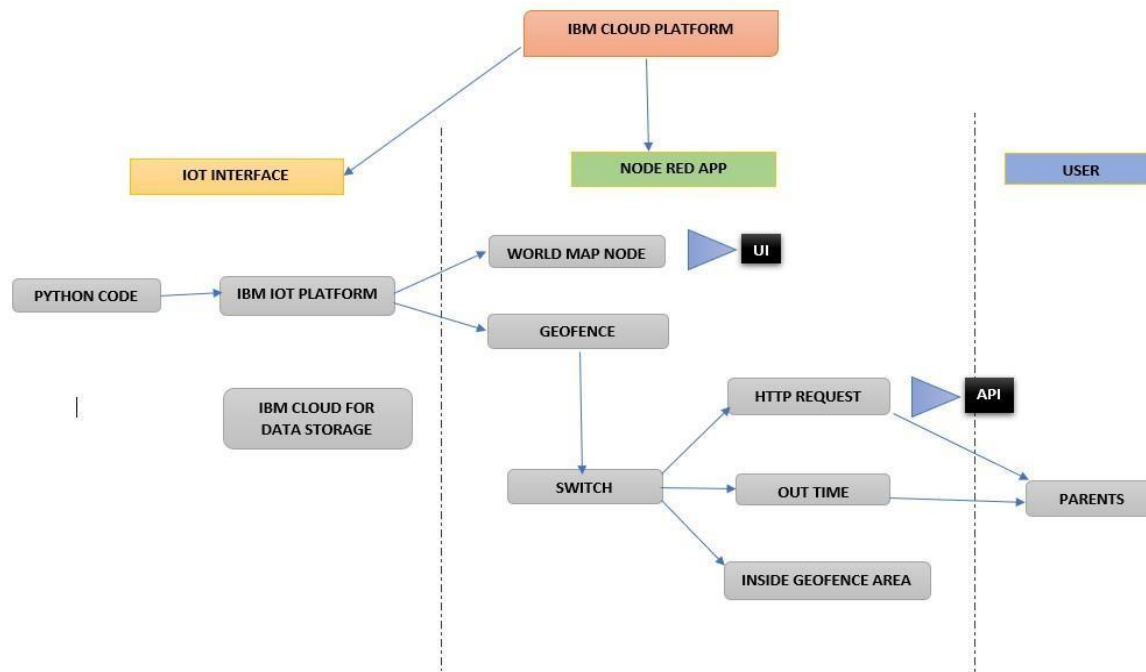 IBM CLOUD PLATFORM
IOT INTERFACE
NODE RED APP
USER
WORLD MAP NODE
UI
PYTHON CODE
IBM IOT PLATFORM
GEOFENCE
IBM CLOUD FOR
DATA STORAGE
HTTP REQUEST
API
SWITCH
OUT TIME
PARENTS
INSIDE GEOFENCE AREA